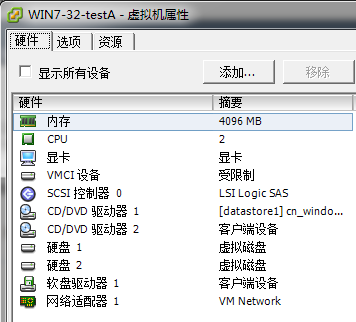 WIN7-32-testA - 虚拟机属性
硬件 选项 资源
显示所有设备 添加... 移除
硬件 摘要
内存 4096 MB
CPU 2
显卡 显卡
VMCI 设备 受限制
SCSI 控制器 0 LSI Logic SAS
CD/DVD 驱动器 1 [datastore1] cn_windo...
CD/DVD 驱动器 2 客户端设备
硬盘 1 虚拟磁盘
硬盘 2 虚拟磁盘
软盘驱动器 1 客户端设备
网络适配器 1 VM Network